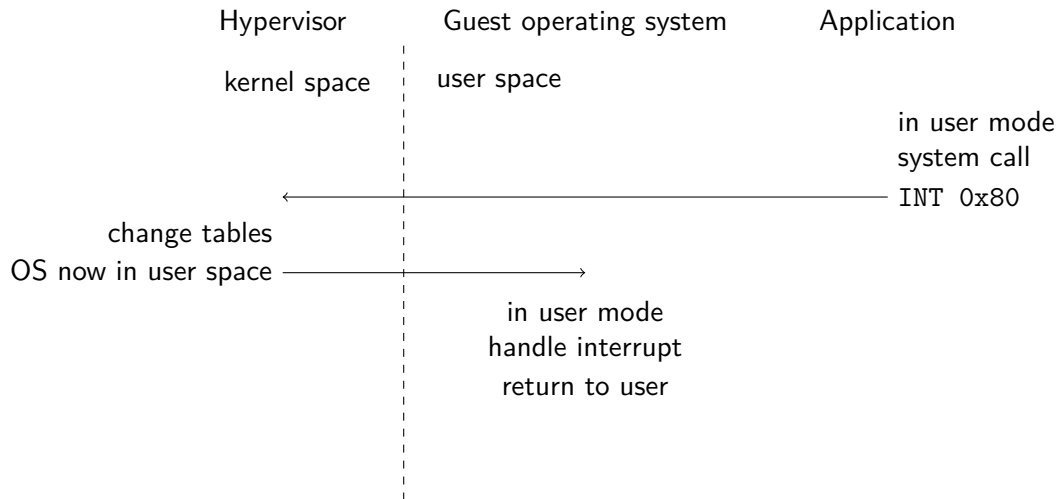 Hypervisor Guest operating system Application
kernel space user space
in user mode
system call
INT 0x80
change tables
OS now in user space
in user mode
handle interrupt
return to user